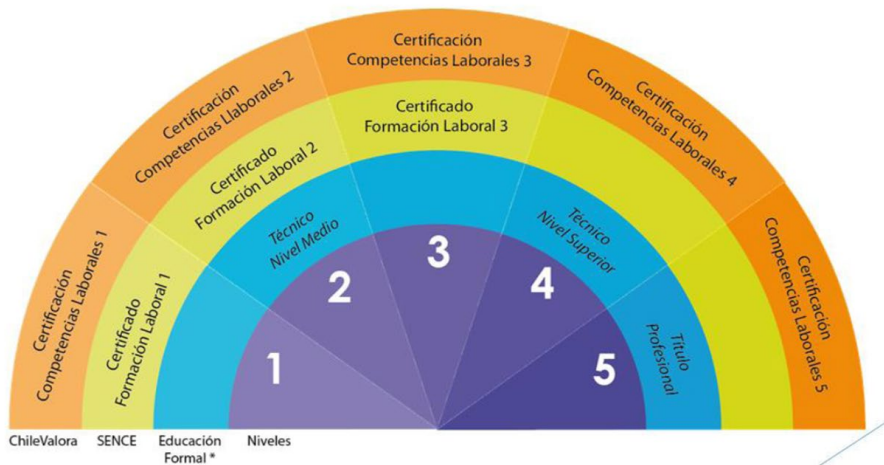 Certificación
Competencias Laborales 1
Certificación
Competencias Llaborales 2
Certificación
Competencias Laborales 3
Certificación
Competencias Laborales 4
Certificación
Competencias Laborales 5
Certificado
Formación Laboral 1
Certificado
Formación Laboral 2
Certificado
Formación Laboral 3
Técnico
Nivel Medio
Técnico
Nivel Superior
Título
Profesional
1
2
3
4
5
ChileValora
SENCE
Educación
Formal *
Niveles